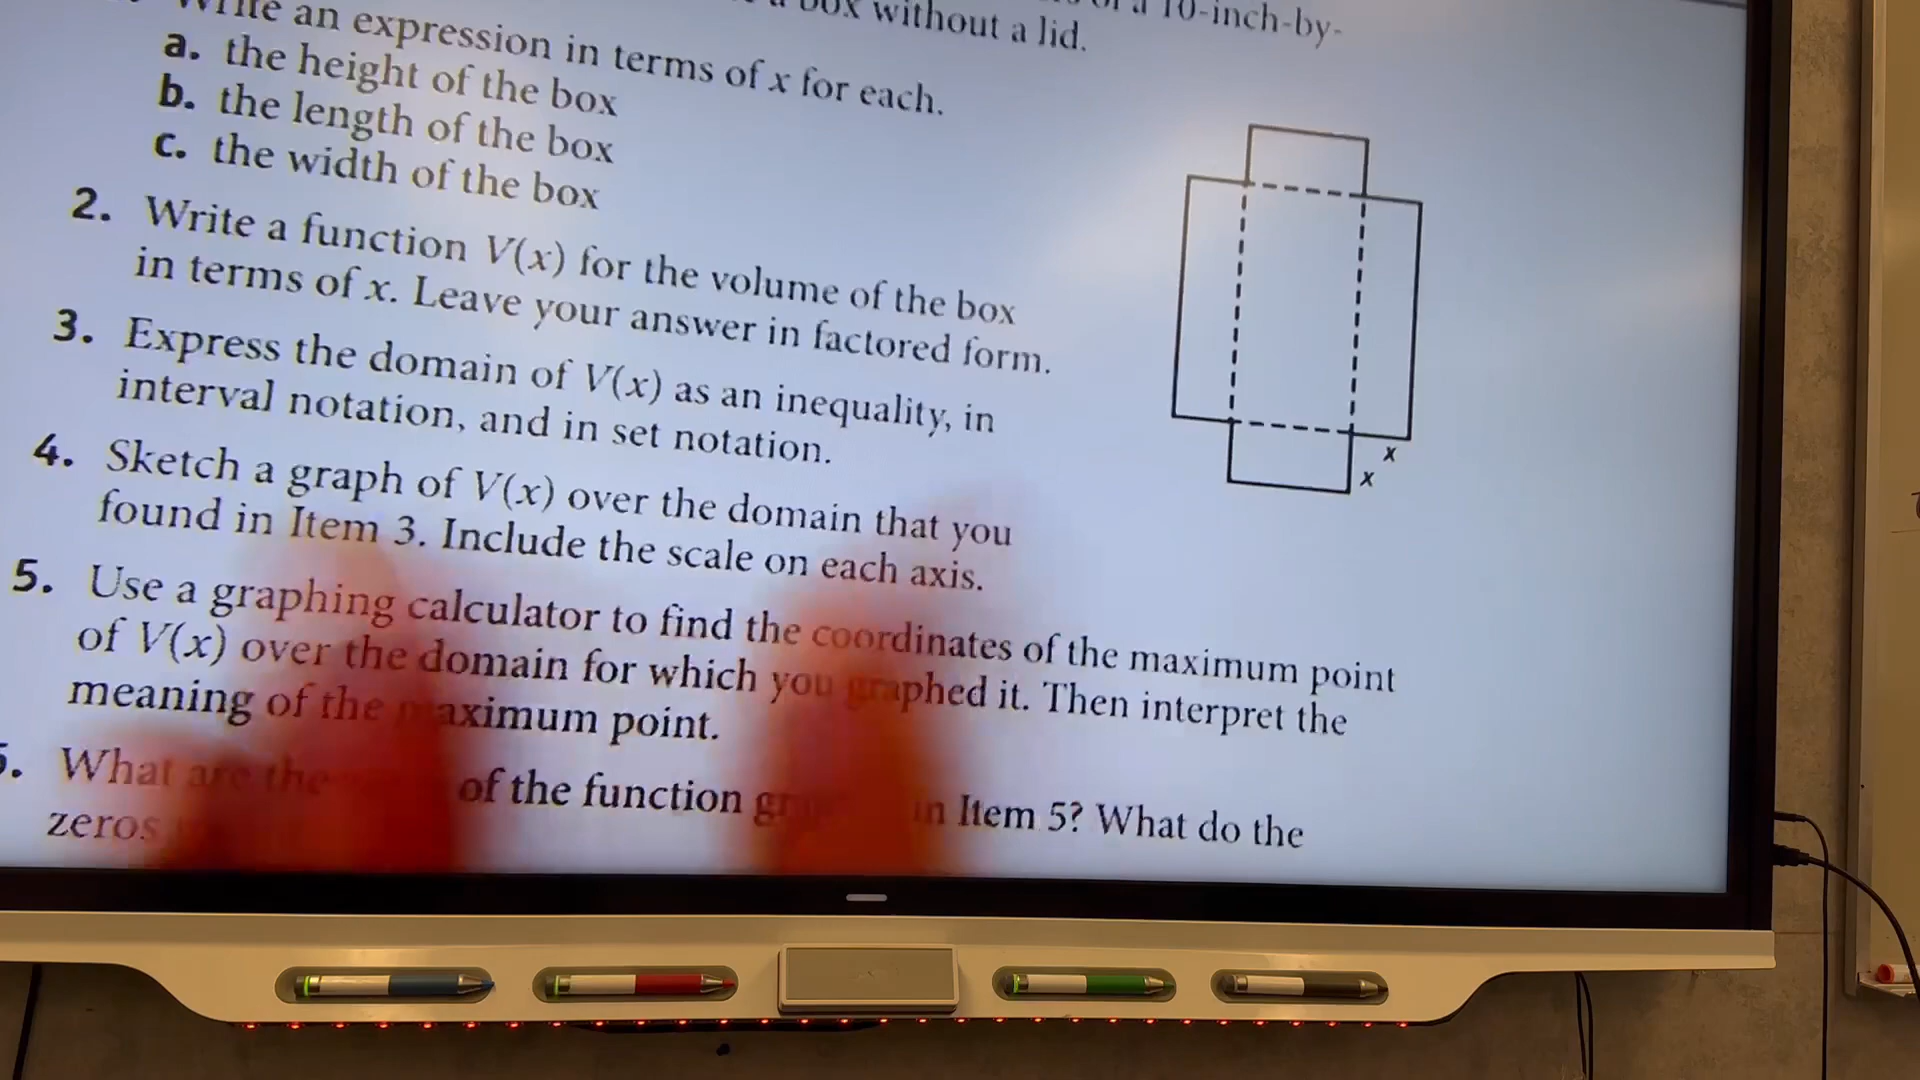 a 10-inch-by-
box without a lid.
Write an expression in terms of x for each.
a. the height of the box
b. the length of the box
c. the width of the box
2. Write a function V(x) for the volume of the box
in terms of x. Leave your answer in factored form.
3. Express the domain of V(x) as an inequality, in
interval notation, and in set notation.
4. Sketch a graph of V(x) over the domain that you
found in Item 3. Include the scale on each axis.
5. Use a graphing calculator to find the coordinates of the maximum point
of V(x) over the domain for which you graphed it. Then interpret the
meaning of the maximum point.
What are the of the function in Item 5? What do the
zeros
x
x